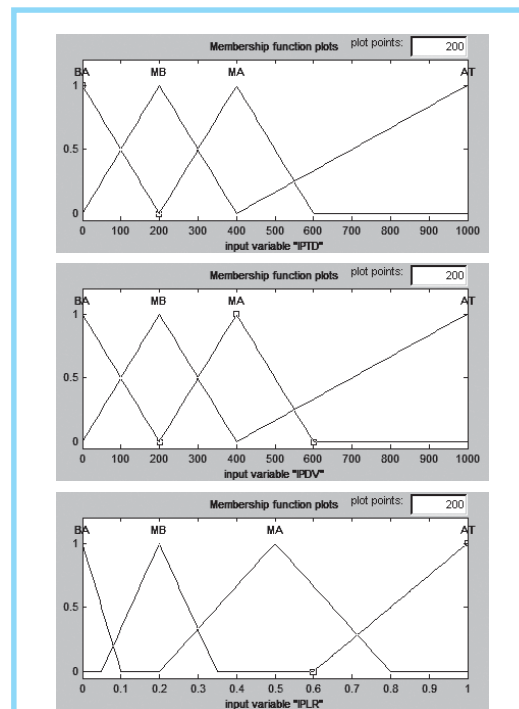 Membership function plots plot points: 200
BA MB MA AT
1
0.5
0
0 100 200 300 400 500 600 700 800 900 1000
input variable "IPTD"
Membership function plots plot points: 200
BA MB MA AT
1
0.5
0
0 100 200 300 400 500 600 700 800 900 1000
input variable "IPDV"
Membership function plots plot points: 200
BA MB MA AT
1
0.5
0
0 0.1 0.2 0.3 0.4 0.5 0.6 0.7 0.8 0.9 1
input variable "IPLR"